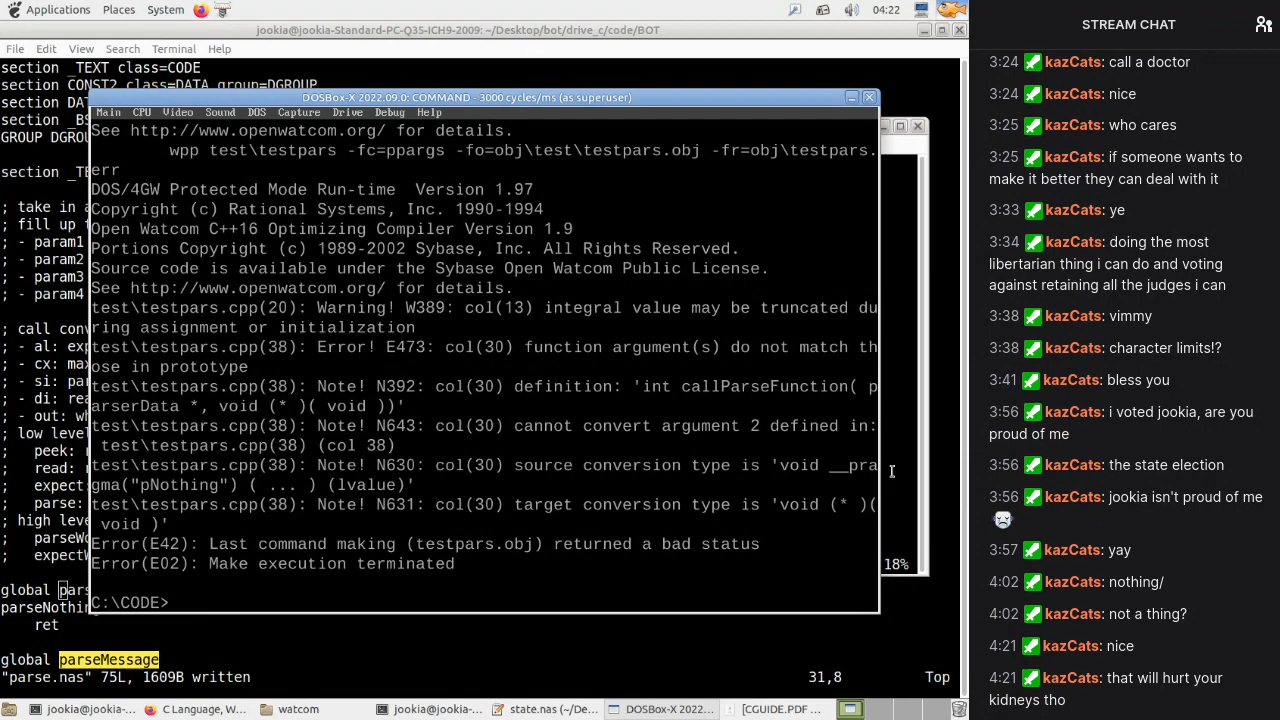 Applications Places System 04:22
jookia@jookia-Standard-PC-Q35-ICH9-2009: ~/Desktop/bot/drive_c/code/BOT
File Edit View Search Terminal Help
section _TEXT class=CODE
section CONST2 class=DATA group=DGROUP
section DAT
section _BS
GROUP DGRO
section _TE
; take in a
; fill up t
; - param1
; - param2
; - param3
; - param4
; call conv
; - al: exp
; - cx: max
; - si: par
; - di: rea
; - out: wh
; low level
;   peek: r
;   read: r
;   expect:
;   parse:
; high leve
;   parseWo
;   expectW
global pars
parseNothin
ret
global parseMessage
"parse.nas" 75L, 1609B written 31,8 Top
DOSBox-X 2022.09.0: COMMAND - 3000 cycles/ms (as superuser)
Main CPU Video Sound DOS Capture Drive Debug Help
See http://www.openwatcom.org/ for details.
wpp test\testpars -fc=ppargs -fo=obj\test\testpars.obj -fr=obj\testpars.
err
DOS/4GW Protected Mode Run-time  Version 1.97
Copyright (c) Rational Systems, Inc. 1990-1994
Open Watcom C++16 Optimizing Compiler Version 1.9
Portions Copyright (c) 1989-2002 Sybase, Inc. All Rights Reserved.
Source code is available under the Sybase Open Watcom Public License.
See http://www.openwatcom.org/ for details.
test\testpars.cpp(20): Warning! W389: col(13) integral value may be truncated du
ring assignment or initialization
test\testpars.cpp(38): Error! E473: col(30) function argument(s) do not match th
ose in prototype
test\testpars.cpp(38): Note! N392: col(30) definition: 'int callParseFunction( p
arserData *, void (* )( void ))'
test\testpars.cpp(38): Note! N643: col(30) cannot convert argument 2 defined in:
test\testpars.cpp(38) (col 38)
test\testpars.cpp(38): Note! N630: col(30) source conversion type is 'void __pra
gma("pNothing") ( ... ) (lvalue)'
test\testpars.cpp(38): Note! N631: col(30) target conversion type is 'void (* )(
void )'
Error(E42): Last command making (testpars.obj) returned a bad status
Error(E02): Make execution terminated
C:\CODE>
18%
jookia@jookia-... C Language, W... watcom jookia@jookia-... state.nas (~/De... DOSBox-X 2022... [CGUIDE.PDF ...
STREAM CHAT
3:24 kazCats: call a doctor
3:24 kazCats: nice
3:25 kazCats: who cares
3:25 kazCats: if someone wants to
make it better they can deal with it
3:33 kazCats: ye
3:34 kazCats: doing the most
libertarian thing i can do and voting
against retaining all the judges i can
3:38 kazCats: vimmy
3:38 kazCats: character limits!?
3:41 kazCats: bless you
3:56 kazCats: i voted jookia, are you
proud of me
3:56 kazCats: the state election
3:56 kazCats: jookia isn't proud of me
3:57 kazCats: yay
4:02 kazCats: nothing/
4:02 kazCats: not a thing?
4:21 kazCats: nice
4:21 kazCats: that will hurt your
kidneys tho